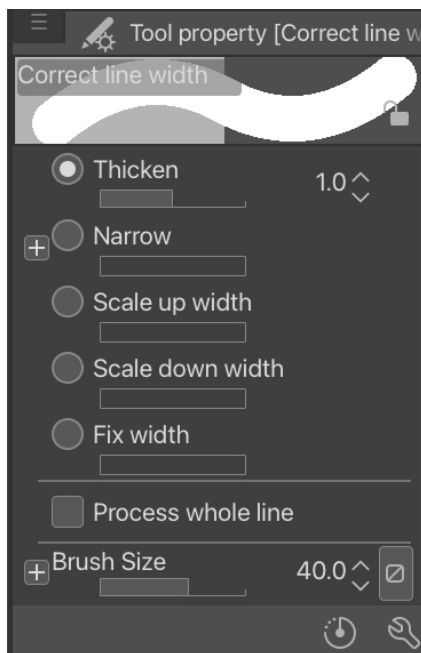 Tool property [Correct line w
Correct line width
Thicken 1.0
Narrow
Scale up width
Scale down width
Fix width
Process whole line
Brush Size 40.0